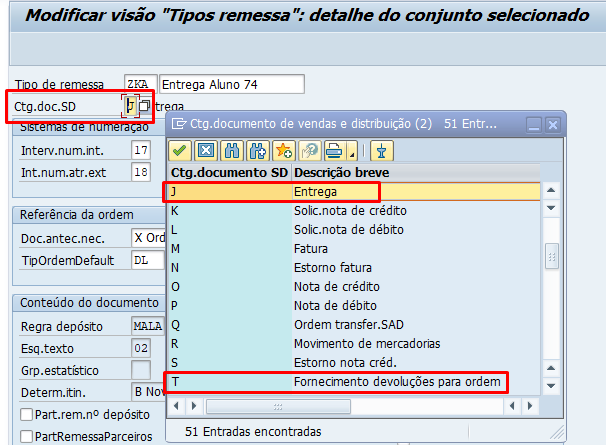 Modificar visão "Tipos remessa": detalhe do conjunto selecionado
Tipo de remessa ZKA Entrega Aluno 74
Ctg.doc.SD J trega
Sistemas de numeração
Interv.num.int. 17
Int.num.atr.ext 18
Referência da ordem
Doc.antec.nec. X Ord
TipOrdemDefault DL
Conteúdo do documento
Regra depósito MALA
Esq.texto 02
Grp.estatístico
Determ.itin. B Nov
Part.rem.nº depósito
PartRemessaParceiros
Ctg.documento de vendas e distribuição (2) 51 Entr...
Ctg.documento SD Descrição breve
J Entrega
K Solic.nota de crédito
L Solic.nota de débito
M Fatura
N Estorno fatura
O Nota de crédito
P Nota de débito
Q Ordem transfer.SAD
R Movimento de mercadorias
S Estorno nota créd.
T Fornecimento devoluções para ordem
51 Entradas encontradas